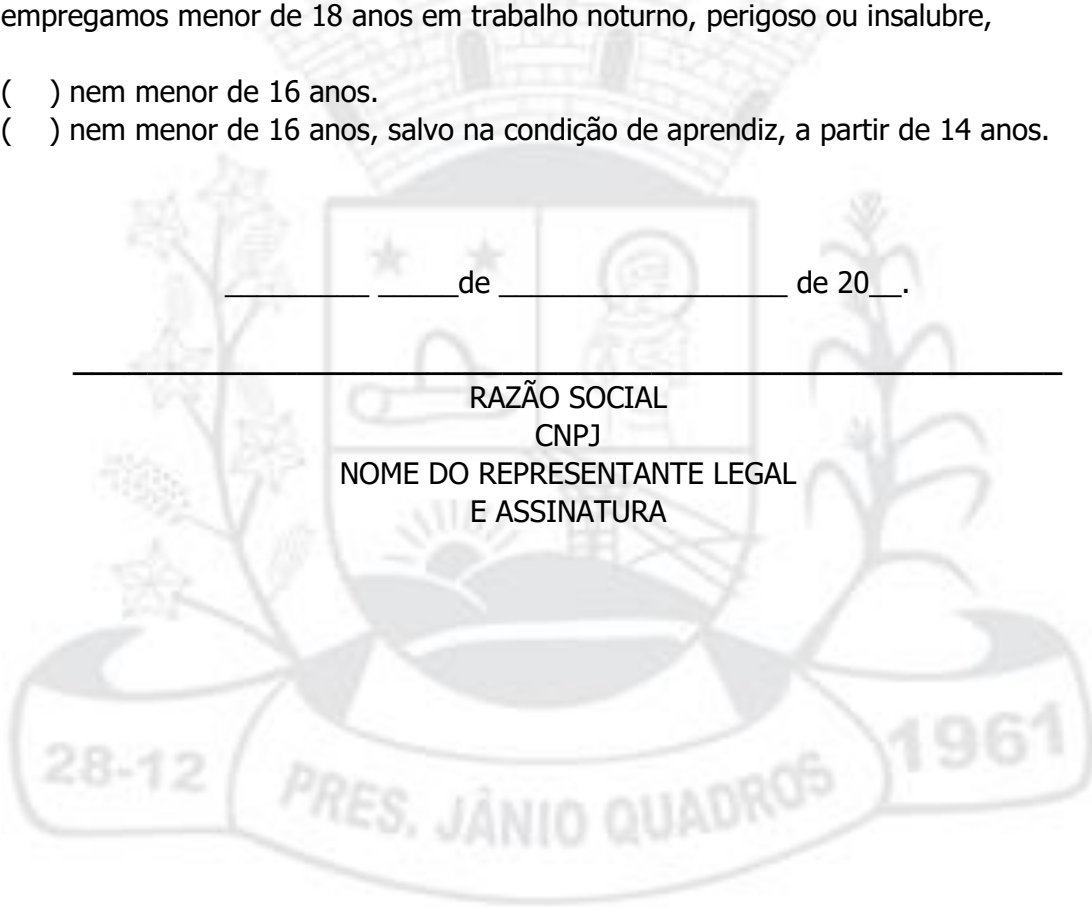 empregamos menor de 18 anos em trabalho noturno, perigoso ou insalubre,
(    ) nem menor de 16 anos.
(    ) nem menor de 16 anos, salvo na condição de aprendiz, a partir de 14 anos.
_________ _____de __________________ de 20__.
______________________________________________________
RAZÃO SOCIAL
CNPJ
NOME DO REPRESENTANTE LEGAL
E ASSINATURA
28-12
PRES. JÂNIO QUADROS
1961